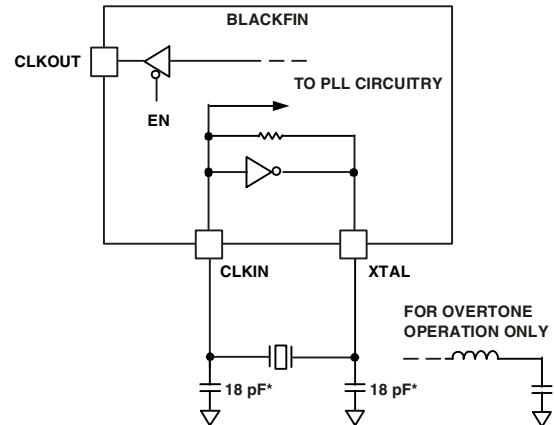 BLACKFIN
CLKOUT
TO PLL CIRCUITRY
EN
CLKIN
XTAL
FOR OVERTONE
OPERATION ONLY
18 pF*
18 pF*